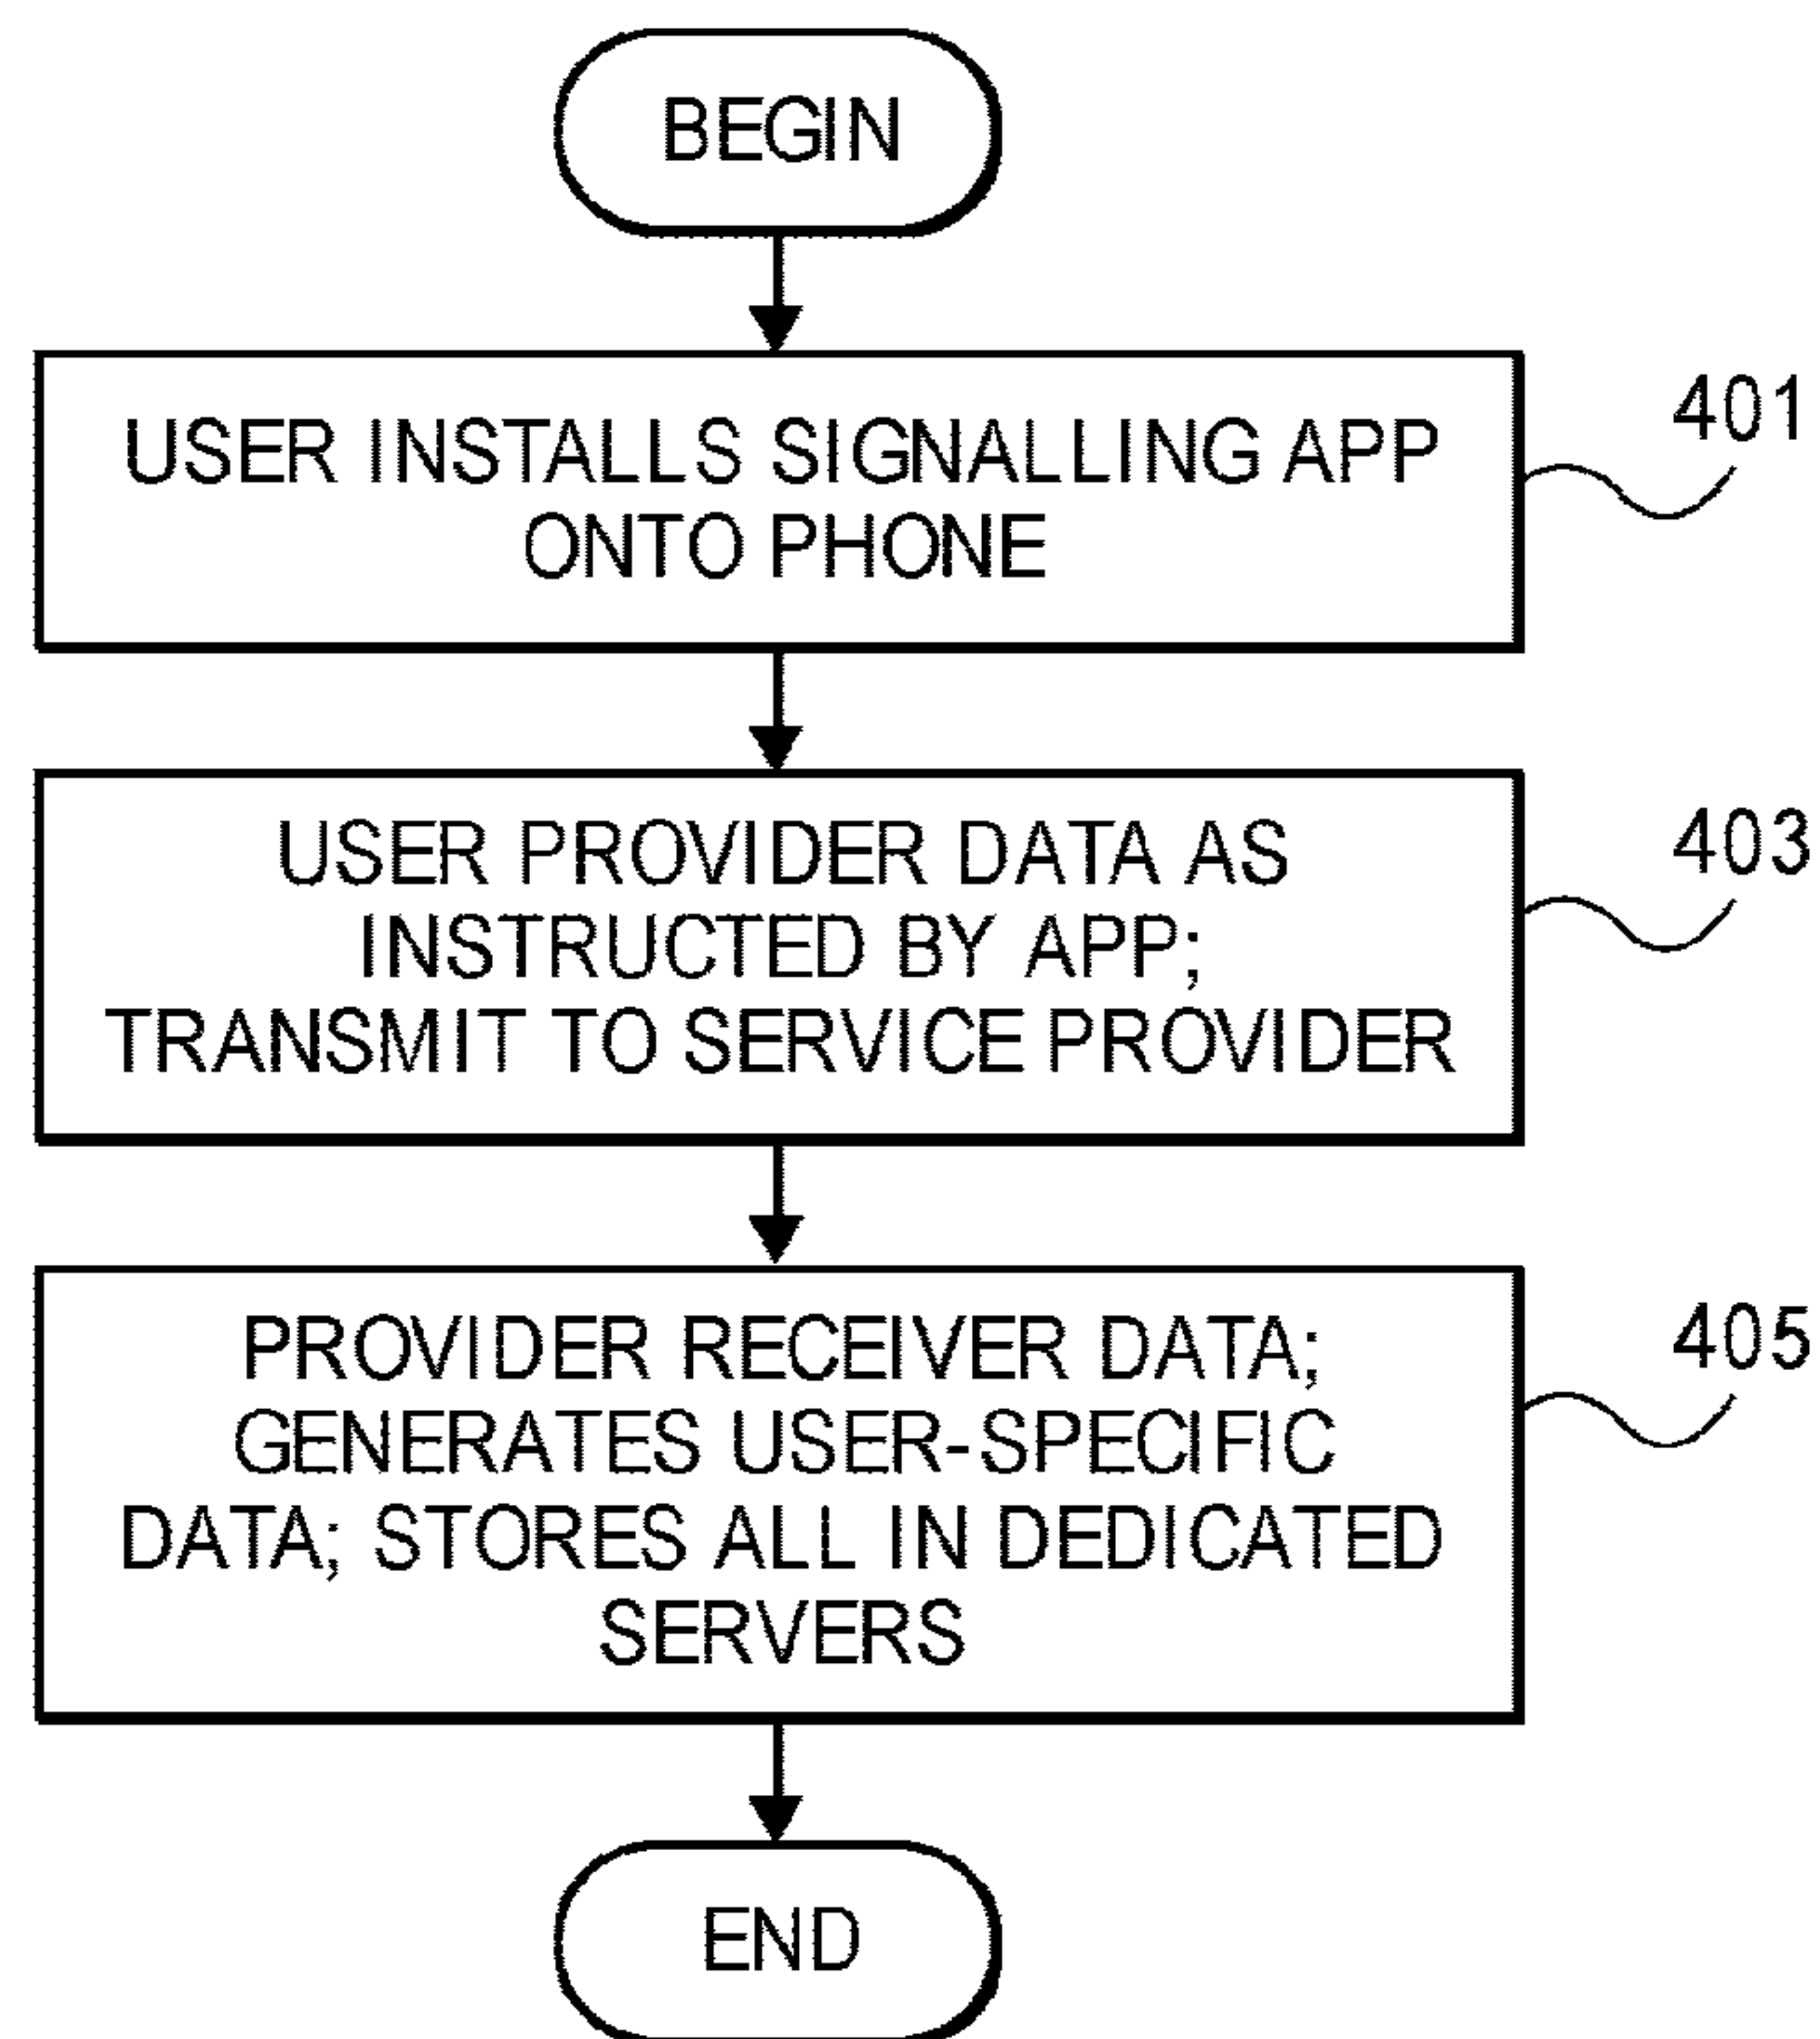 BEGIN
USER INSTALLS SIGNALLING APP
ONTO PHONE
401
USER PROVIDER DATA AS
INSTRUCTED BY APP;
TRANSMIT TO SERVICE PROVIDER
403
PROVIDER RECEIVER DATA;
GENERATES USER-SPECIFIC
DATA; STORES ALL IN DEDICATED
SERVERS
405
END